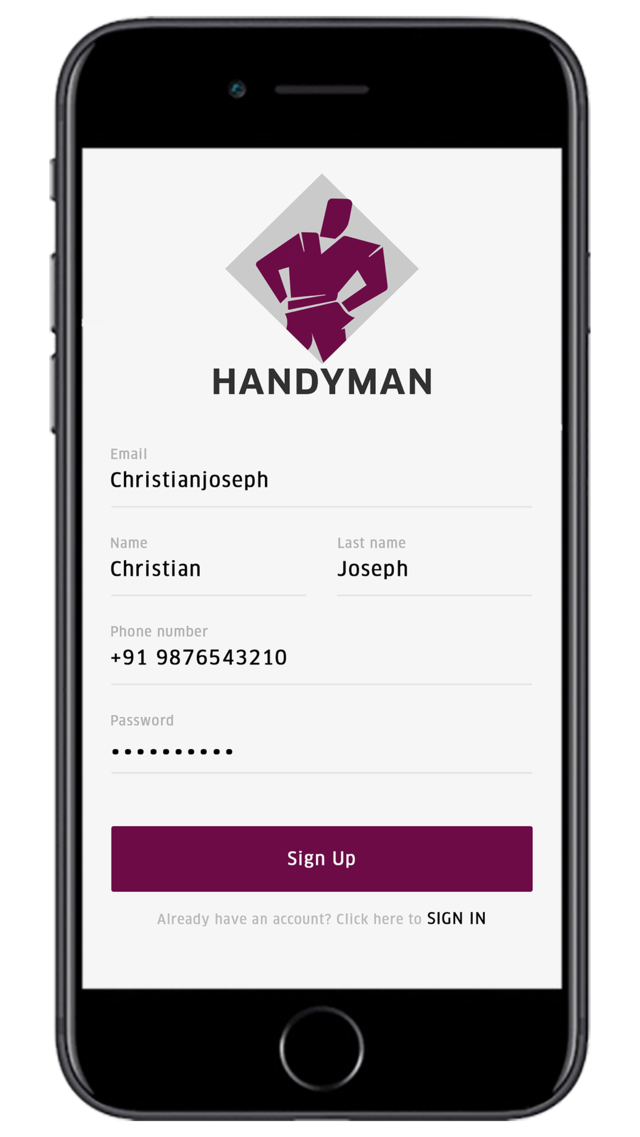 HANDYMAN
Email
Christianjoseph
Name Last name
Christian Joseph
Phone number
+91 9876543210
Password
••••••••••
Sign Up
Already have an account? Click here to SIGN IN